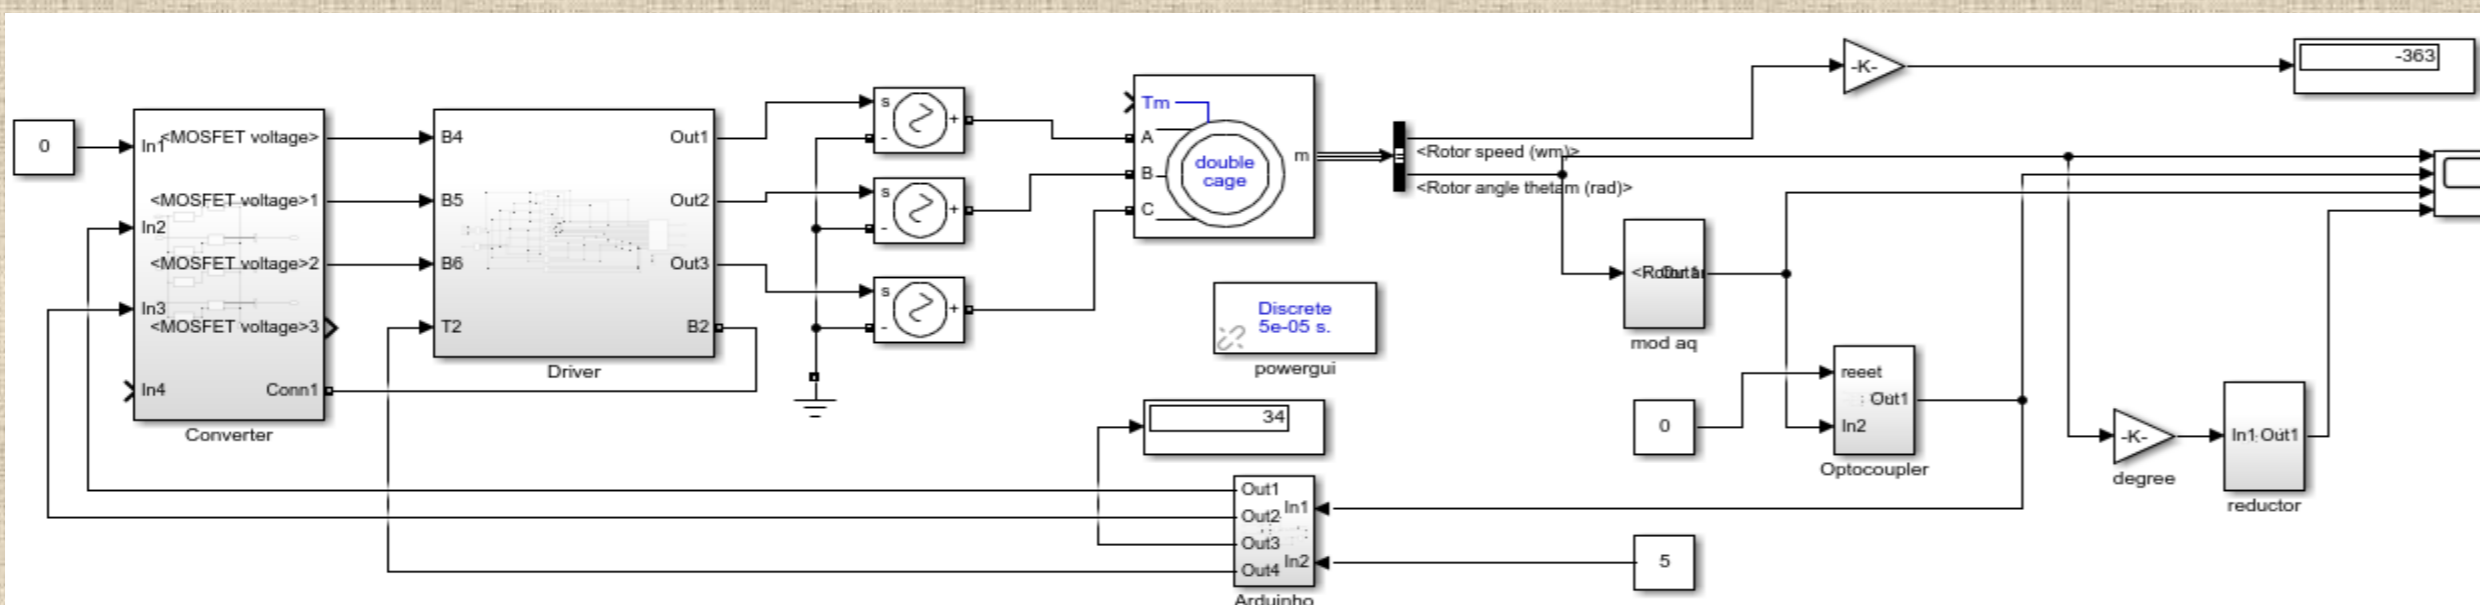 0
In1
<MOSFET voltage>
<MOSFET voltage>1
In2
<MOSFET voltage>2
In3
<MOSFET voltage>3
In4
Conn1
Converter
B4
B5
B6
T2
Out1
Out2
Out3
B2
Driver
s
+
-
s
+
-
s
+
-
Tm
A
B
C
double
cage
m
Discrete
5e-05 s.
powergui
<Rotor speed (wm)>
<Rotor angle thetam (rad)>
-K-
-363
mod aq
0
reeet
Out1
In2
Optocoupler
-K-
degree
In1
Out1
reductor
34
Out1
Out2
Out3
Out4
In1
In2
Arduinho
5